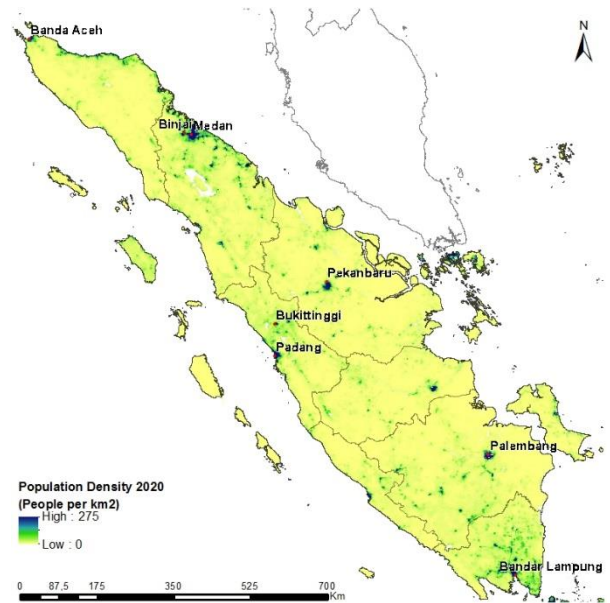 Banda Aceh
N
Binjai Medan
Pekanbaru
Bukittinggi
Padang
Palembang
Population Density 2020
(People per km2)
High : 275
Low : 0
Bandar Lampung
0 87,5 175 350 525 700
Km